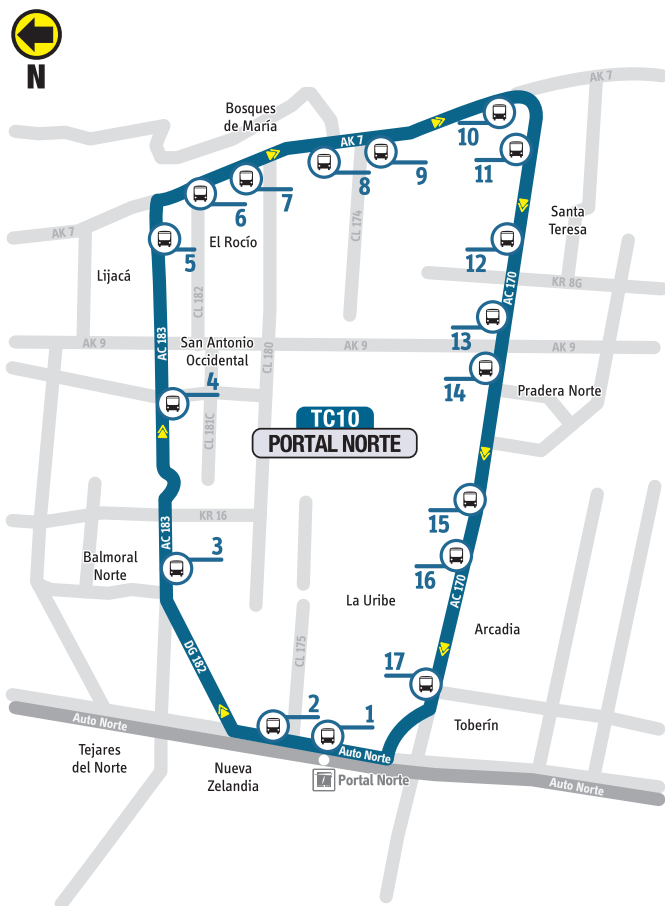 N
Bosques
de María
AK 7
10
AK 7
11
9
8
7
6
Santa
Teresa
CL 174
AK 7
El Rocío
12
5
Lijacá
KR 8G
AC 170
CL 182
13
AC 183
San Antonio
Occidental
AK 9
CL 180
AK 9
AK 9
14
4
Pradera Norte
TC10
PORTAL NORTE
CL 181C
15
KR 16
AC 183
3
Balmoral
Norte
16
AC 170
La Uribe
Arcadia
CL 175
DG 182
17
2
1
Auto Norte
Toberín
Tejares
del Norte
Auto Norte
Nueva
Zelandia
Portal Norte
Auto Norte